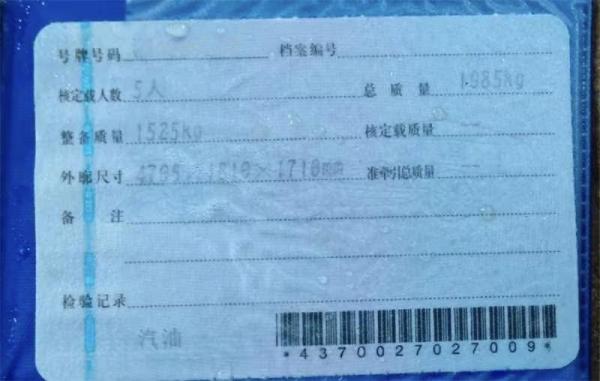 号牌号码 档案编号
核定载人数 5人 总质量 1985kg
整备质量 1525kg 核定载质量 --
外廓尺寸 1810×1710mm 准牵引总质量 --
备注
检验记录
汽油
*4370027027009*